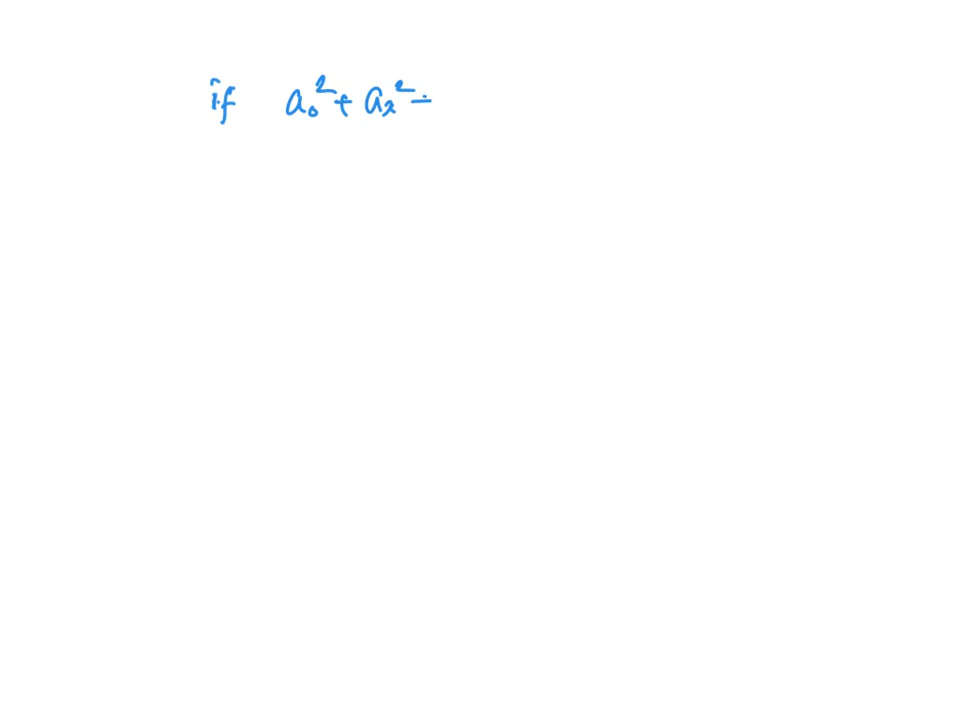 if a₀² + a₂² -